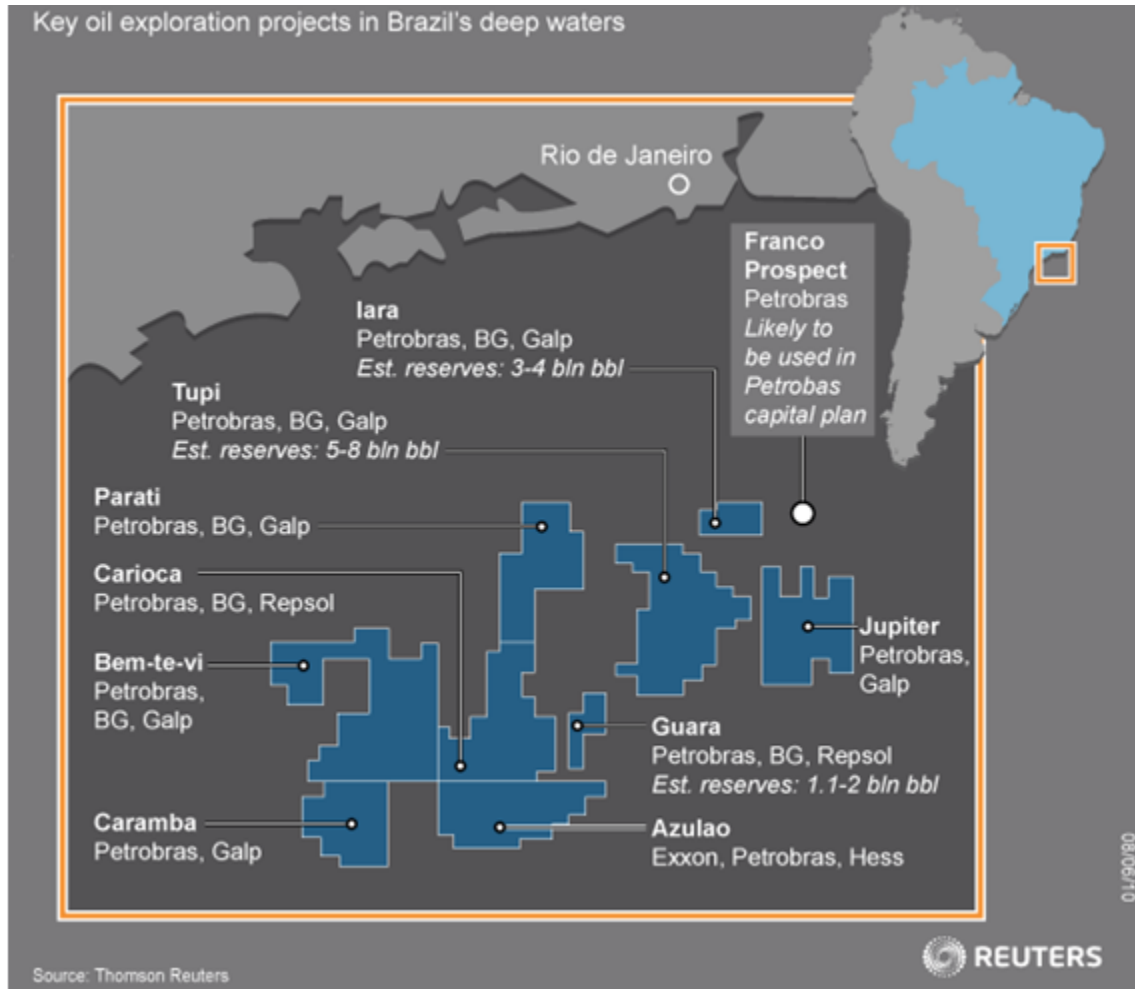 Key oil exploration projects in Brazil's deep waters
Rio de Janeiro
Franco
Prospect
Petrobras
Likely to
be used in
Petrobas
capital plan
Iara
Petrobras, BG, Galp
Est. reserves: 3-4 bln bbl
Tupi
Petrobras, BG, Galp
Est. reserves: 5-8 bln bbl
Parati
Petrobras, BG, Galp
Carioca
Petrobras, BG, Repsol
Bem-te-vi
Petrobras,
BG, Galp
Jupiter
Petrobras,
Galp
Guara
Petrobras, BG, Repsol
Est. reserves: 1.1-2 bln bbl
Caramba
Petrobras, Galp
Azulao
Exxon, Petrobras, Hess
08/06/10
Source: Thomson Reuters
REUTERS